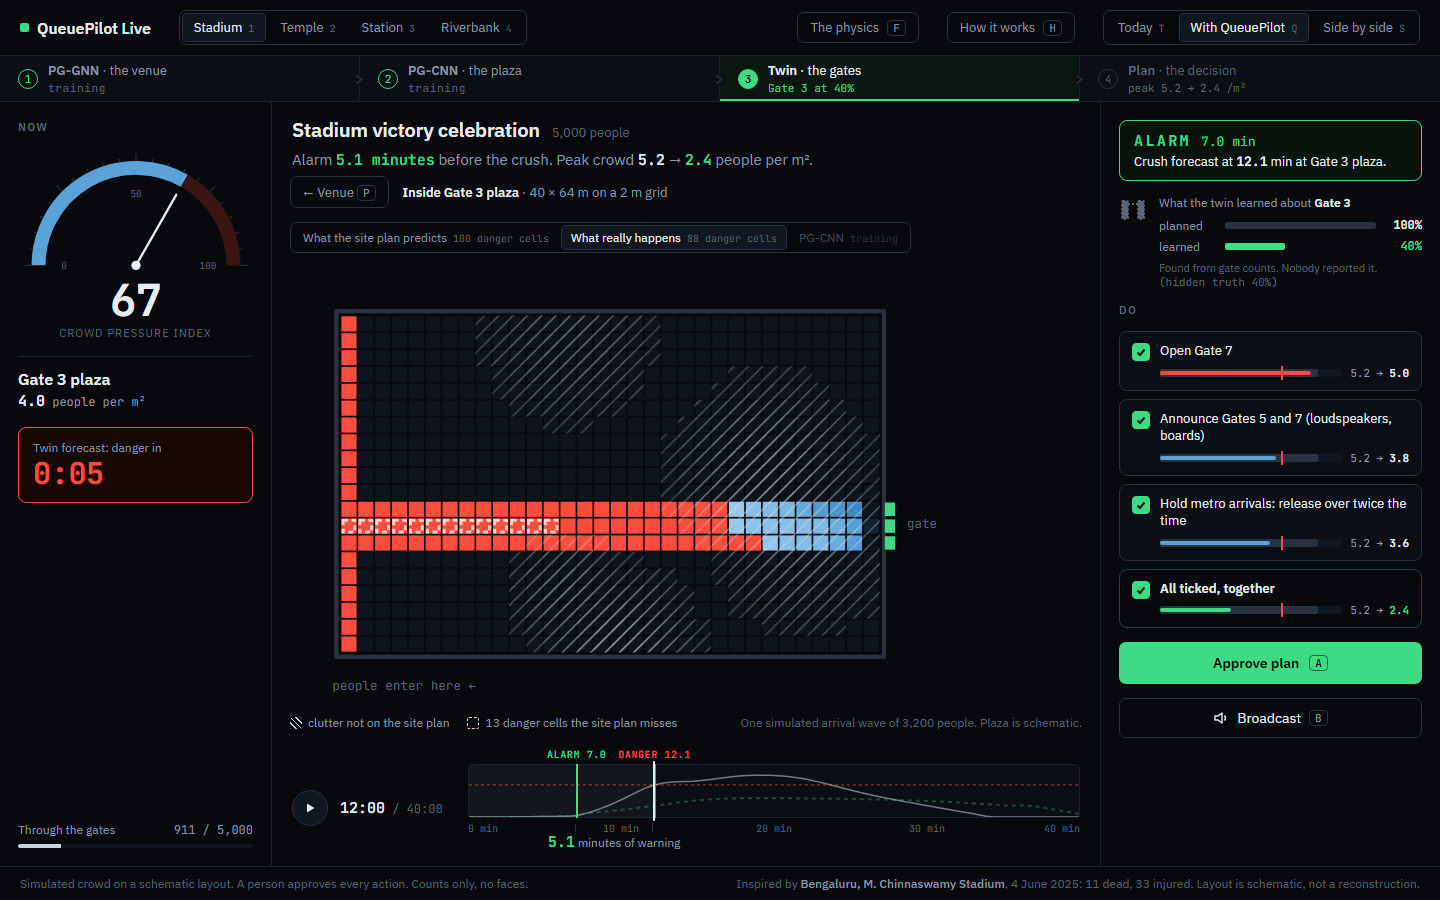 QueuePilot Live
Stadium 1 Temple 2 Station 3 Riverbank 4
The physics F
How it works H
Today T With QueuePilot Q Side by side S
1 PG-GNN · the venue
training
2 PG-CNN · the plaza
training
3 Twin · the gates
Gate 3 at 40%
4 Plan · the decision
peak 5.2 → 2.4 /m²
NOW
0 50 100
67
CROWD PRESSURE INDEX
Gate 3 plaza
4.0 people per m²
Twin forecast: danger in
0:05
Through the gates 911 / 5,000
Stadium victory celebration 5,000 people
Alarm 5.1 minutes before the crush. Peak crowd 5.2 → 2.4 people per m².
← Venue P Inside Gate 3 plaza · 40 × 64 m on a 2 m grid
What the site plan predicts 100 danger cells What really happens 88 danger cells PG-CNN training
gate
people enter here ←
clutter not on the site plan 13 danger cells the site plan misses One simulated arrival wave of 3,200 people. Plaza is schematic.
ALARM 7.0 DANGER 12.1
12:00 / 40:00
0 min 10 min 20 min 30 min 40 min
5.1 minutes of warning
ALARM 7.0 min
Crush forecast at 12.1 min at Gate 3 plaza.
What the twin learned about Gate 3
planned 100%
learned 40%
Found from gate counts. Nobody reported it.
(hidden truth 40%)
DO
Open Gate 7
5.2 → 5.0
Announce Gates 5 and 7 (loudspeakers,
boards)
5.2 → 3.8
Hold metro arrivals: release over twice the
time
5.2 → 3.6
All ticked, together
5.2 → 2.4
Approve plan A
Broadcast B
Simulated crowd on a schematic layout. A person approves every action. Counts only, no faces.
Inspired by Bengaluru, M. Chinnaswamy Stadium, 4 June 2025: 11 dead, 33 injured. Layout is schematic, not a reconstruction.